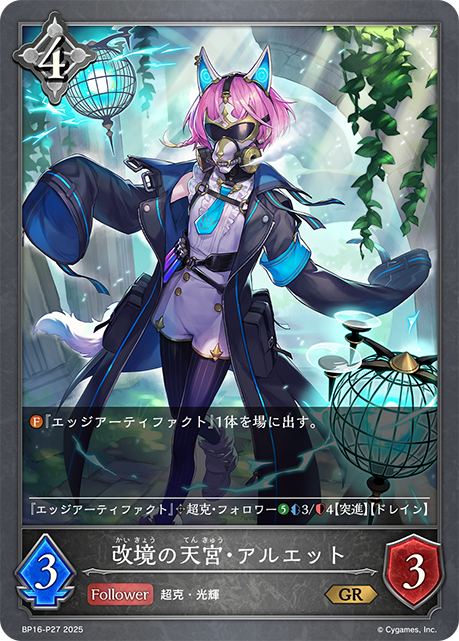 4
F『エッジアーティファクト』1体を場に出す。
『エッジアーティファクト』超克・フォロワー5 3/4【突進】【ドレイン】
かいきょう てんきゅう
改境の天宮・アルエット
3
Follower 超克・光輝
GR
3
BP16-P27 2025
© Cygames, Inc.